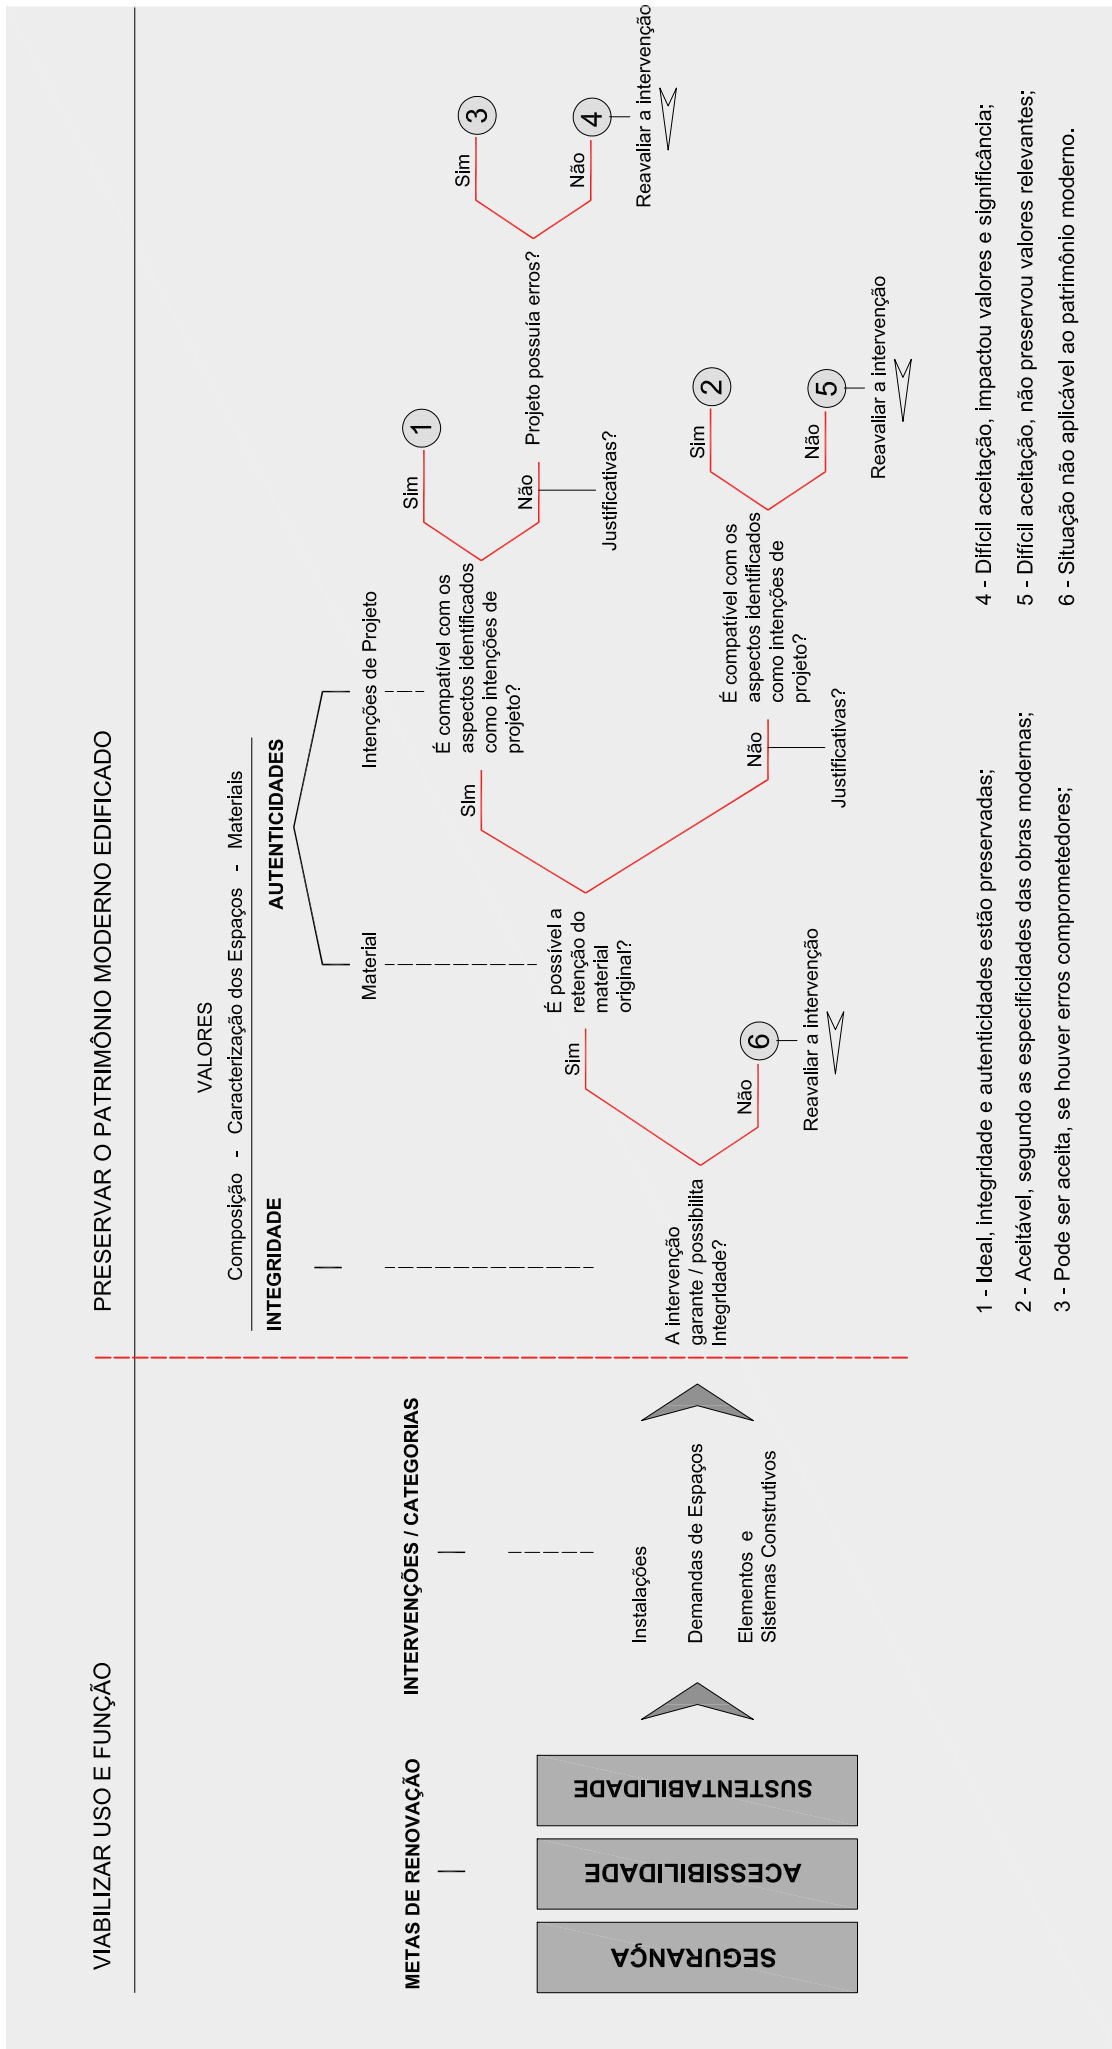 VIABILIZAR USO E FUNÇÃO
PRESERVAR O PATRIMÔNIO MODERNO EDIFICADO
METAS DE RENOVAÇÃO
SEGURANÇA
ACESSIBILIDADE
SUSTENTABILIDADE
INTERVENÇÕES / CATEGORIAS
Instalações
Demandas de Espaços
Elementos e
Sistemas Construtivos
VALORES
Composição - Caracterização dos Espaços - Materiais
INTEGRIDADE
AUTENTICIDADES
Material
Intenções de Projeto
A intervenção
garante / possibilita
Integridade?
Sim
Não
6
Reavaliar a intervenção
É possível a
retenção do
material
original?
SIm
Não
Justificativas?
É compatível com os
aspectos identificados
como intenções de
projeto?
Sim
1
Não
Justificativas?
Projeto possuía erros?
Sim
3
Não
4
Reavaliar a intervenção
É compatível com os
aspectos identificados
como intenções de
projeto?
Sim
2
Não
5
Reavaliar a intervenção
1 - Ideal, integridade e autenticidades estão preservadas;
2 - Aceitável, segundo as especificidades das obras modernas;
3 - Pode ser aceita, se houver erros comprometedores;
4 - Difícil aceitação, impactou valores e significância;
5 - Difícil aceitação, não preservou valores relevantes;
6 - Situação não aplicável ao patrimônio moderno.